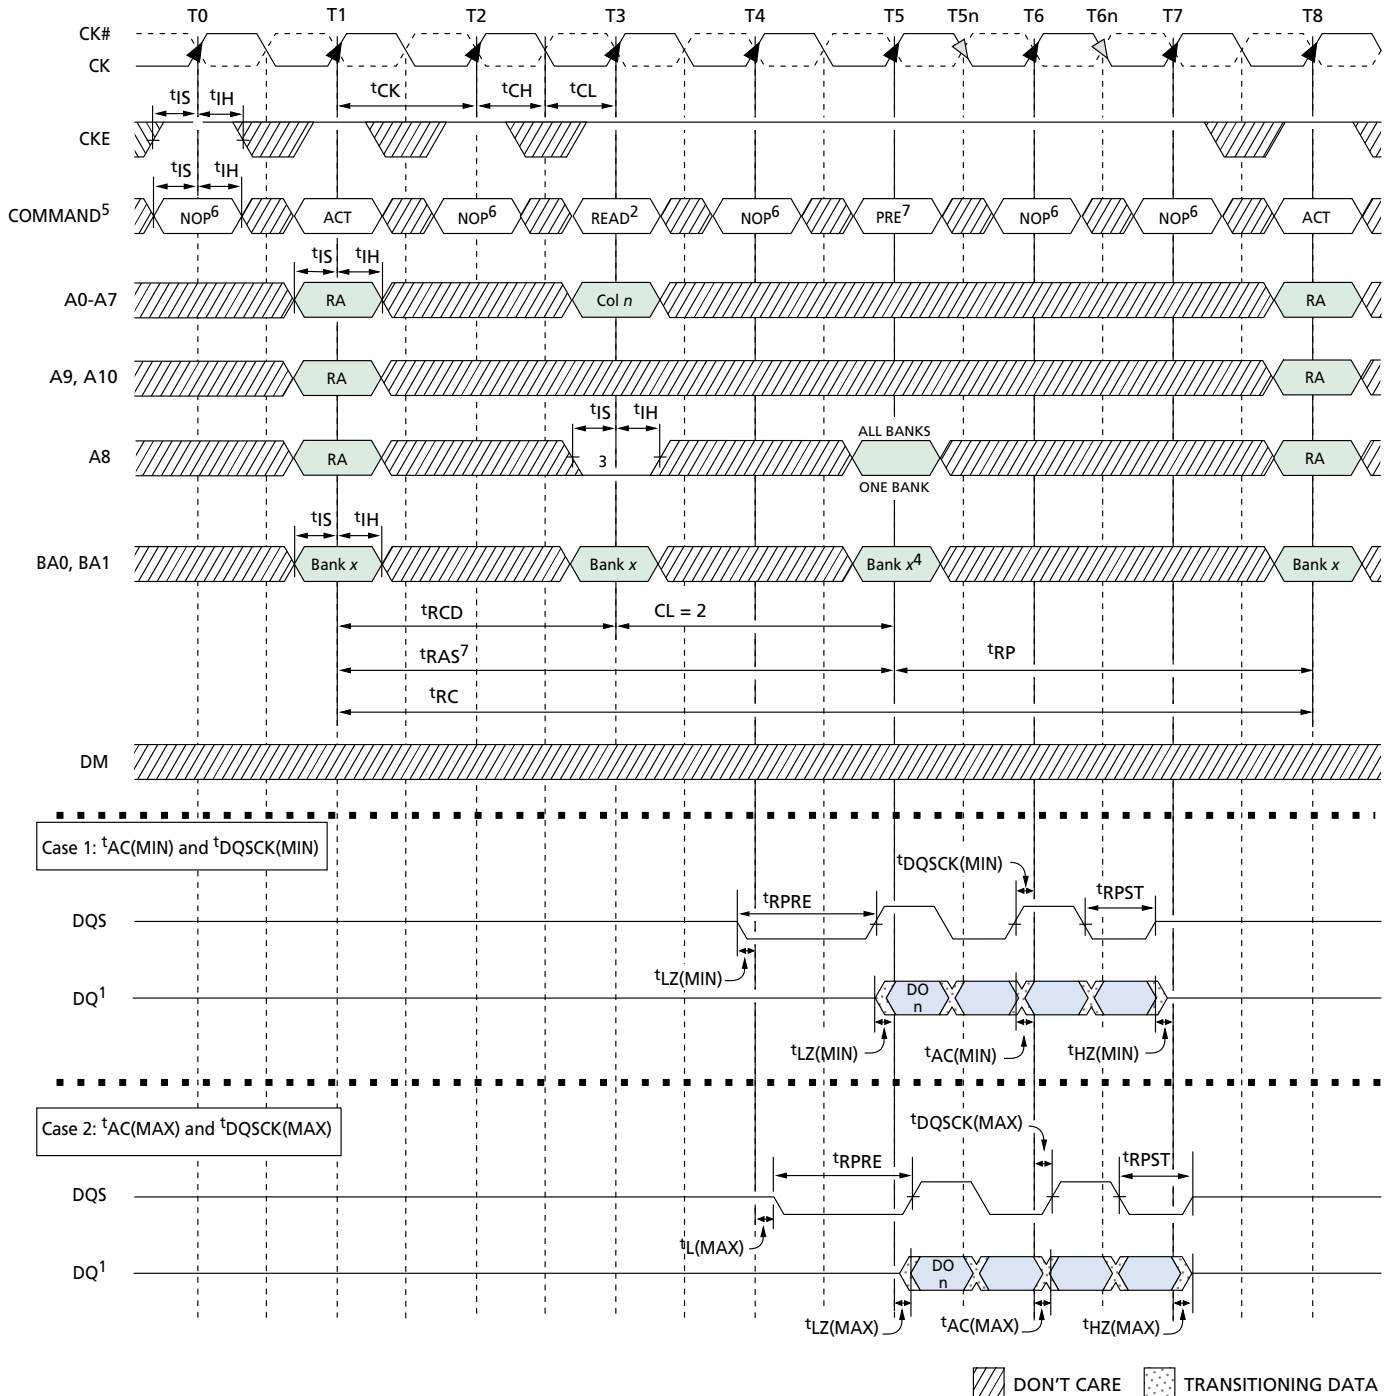 T0 T1 T2 T3 T4 T5 T5n T6 T6n T7 T8
CK#
CK
tIS tIH tCK tCH tCL
CKE
tIS tIH
COMMAND5 NOP6 ACT NOP6 READ2 NOP6 PRE7 NOP6 NOP6 ACT
tIS tIH
A0-A7 RA Col n RA
A9, A10 RA RA
tIS tIH ALL BANKS
A8 RA 3 RA
ONE BANK
tIS tIH
BA0, BA1 Bank x Bank x Bank x4 Bank x
tRCD CL = 2
tRAS7 tRP
tRC
DM
Case 1: tAC(MIN) and tDQSCK(MIN)
tDQSCK(MIN)
tRPRE tRPST
DQS
tLZ(MIN)
DQ1 DO
n
tLZ(MIN) tAC(MIN) tHZ(MIN)
Case 2: tAC(MAX) and tDQSCK(MAX)
tDQSCK(MAX)
tRPRE tRPST
DQS
tL(MAX)
DQ1 DO
n
tLZ(MAX) tAC(MAX) tHZ(MAX)
DON'T CARE TRANSITIONING DATA